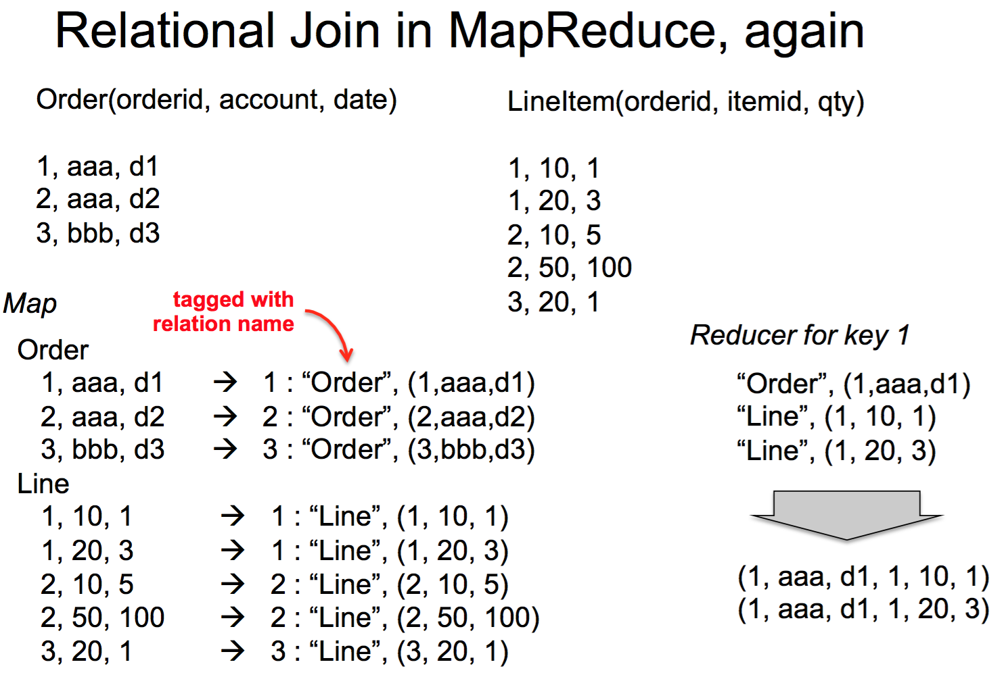 Relational Join in MapReduce, again
Order(orderid, account, date)
1, aaa, d1
2, aaa, d2
3, bbb, d3
LineItem(orderid, itemid, qty)
1, 10, 1
1, 20, 3
2, 10, 5
2, 50, 100
3, 20, 1
Map
tagged with
relation name
Order
1, aaa, d1 → 1 : “Order”, (1,aaa,d1)
2, aaa, d2 → 2 : “Order”, (2,aaa,d2)
3, bbb, d3 → 3 : “Order”, (3,bbb,d3)
Line
1, 10, 1 → 1 : “Line”, (1, 10, 1)
1, 20, 3 → 1 : “Line”, (1, 20, 3)
2, 10, 5 → 2 : “Line”, (2, 10, 5)
2, 50, 100 → 2 : “Line”, (2, 50, 100)
3, 20, 1 → 3 : “Line”, (3, 20, 1)
Reducer for key 1
“Order”, (1,aaa,d1)
“Line”, (1, 10, 1)
“Line”, (1, 20, 3)
(1, aaa, d1, 1, 10, 1)
(1, aaa, d1, 1, 20, 3)